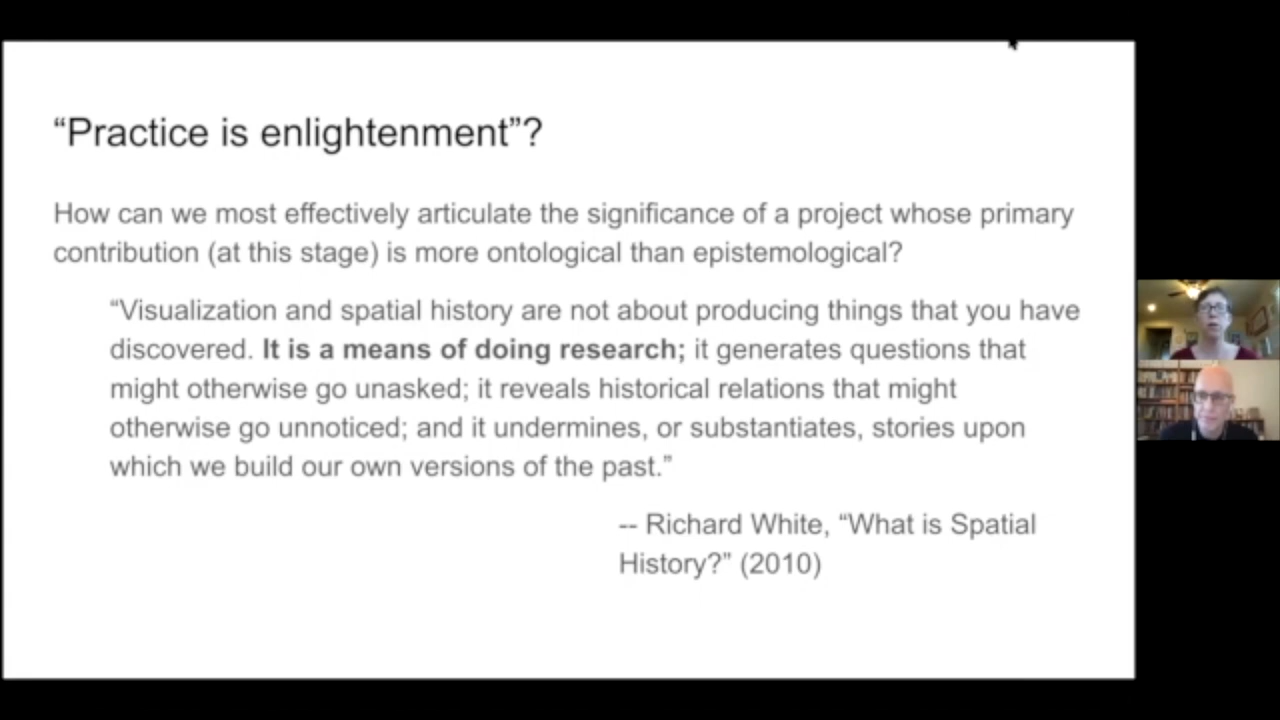 “Practice is enlightenment”?
How can we most effectively articulate the significance of a project whose primary
contribution (at this stage) is more ontological than epistemological?
“Visualization and spatial history are not about producing things that you have
discovered. It is a means of doing research; it generates questions that
might otherwise go unasked; it reveals historical relations that might
otherwise go unnoticed; and it undermines, or substantiates, stories upon
which we build our own versions of the past.”
-- Richard White, “What is Spatial
History?” (2010)